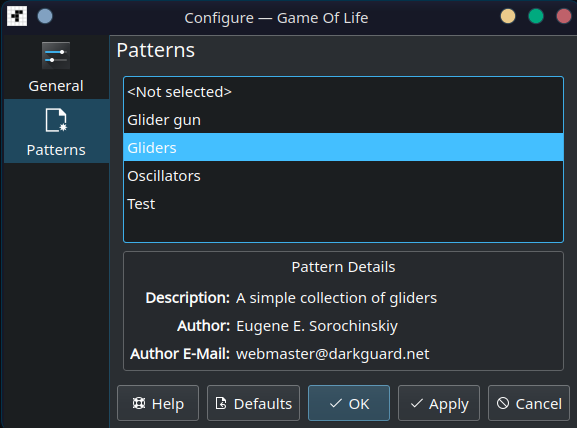 Configure — Game Of Life
General
Patterns
Patterns
<Not selected>
Glider gun
Gliders
Oscillators
Test
Pattern Details
Description: A simple collection of gliders
Author: Eugene E. Sorochinskiy
Author E-Mail: webmaster@darkguard.net
Help Defaults OK Apply Cancel